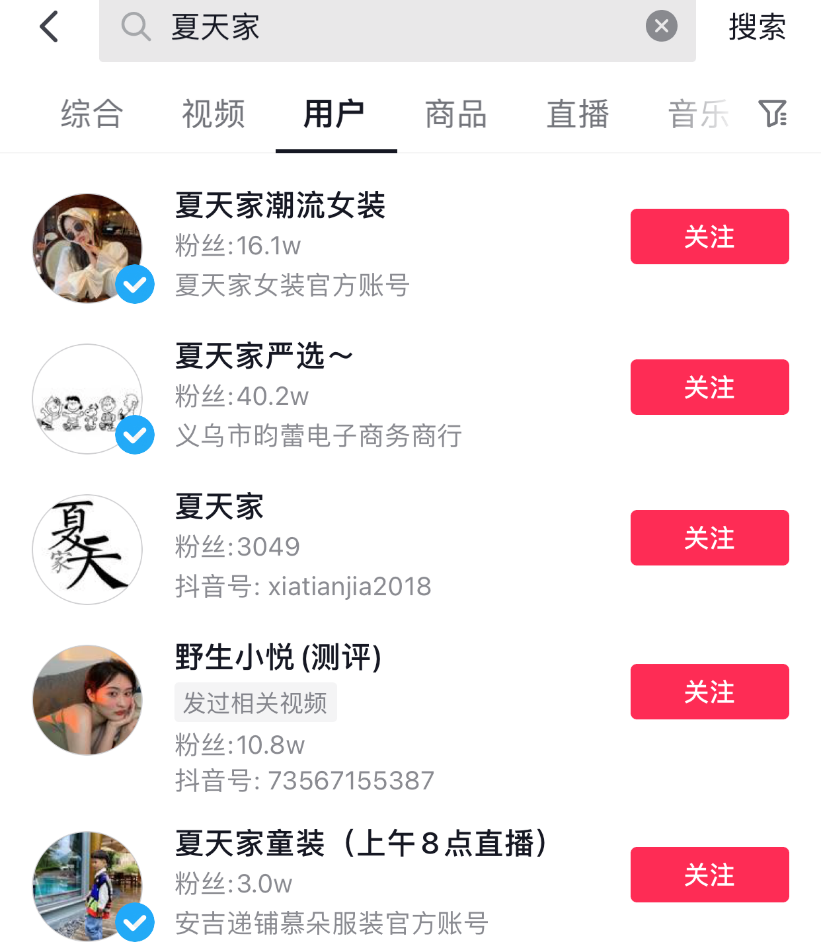 夏天家
搜索
综合
视频
用户
商品
直播
音乐
夏天家潮流女装
粉丝:16.1w
关注
夏天家女装官方账号
夏天家严选～
粉丝:40.2w
关注
义乌市昀蕾电子商务商行
夏天家
夏天家
粉丝:3049
关注
抖音号: xiatianjia2018
野生小悦 (测评)
发过相关视频
关注
粉丝:10.8w
抖音号: 73567155387
夏天家童装（上午8点直播）
粉丝:3.0w
关注
安吉递铺慕朵服装官方账号